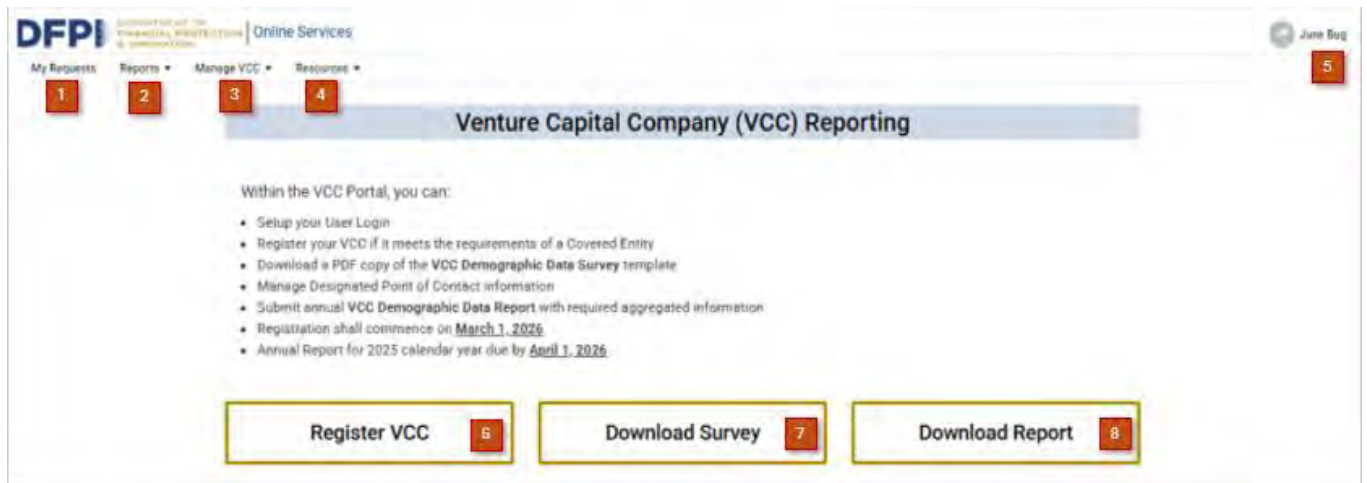 DFPI
Online Services
June Bug
My Requests Reports Manage VCC Resources
1 2 3 4 5
Venture Capital Company (VCC) Reporting
Within the VCC Portal, you can:
• Setup your User Login
• Register your VCC if it meets the requirements of a Covered Entity
• Download a PDF copy of the VCC Demographic Data Survey template
• Manage Designated Point of Contact information
• Submit annual VCC Demographic Data Report with required aggregated information
• Registration shall commence on March 1, 2026
• Annual Report for 2025 calendar year due by April 1, 2026
Register VCC 6 Download Survey 7 Download Report 8